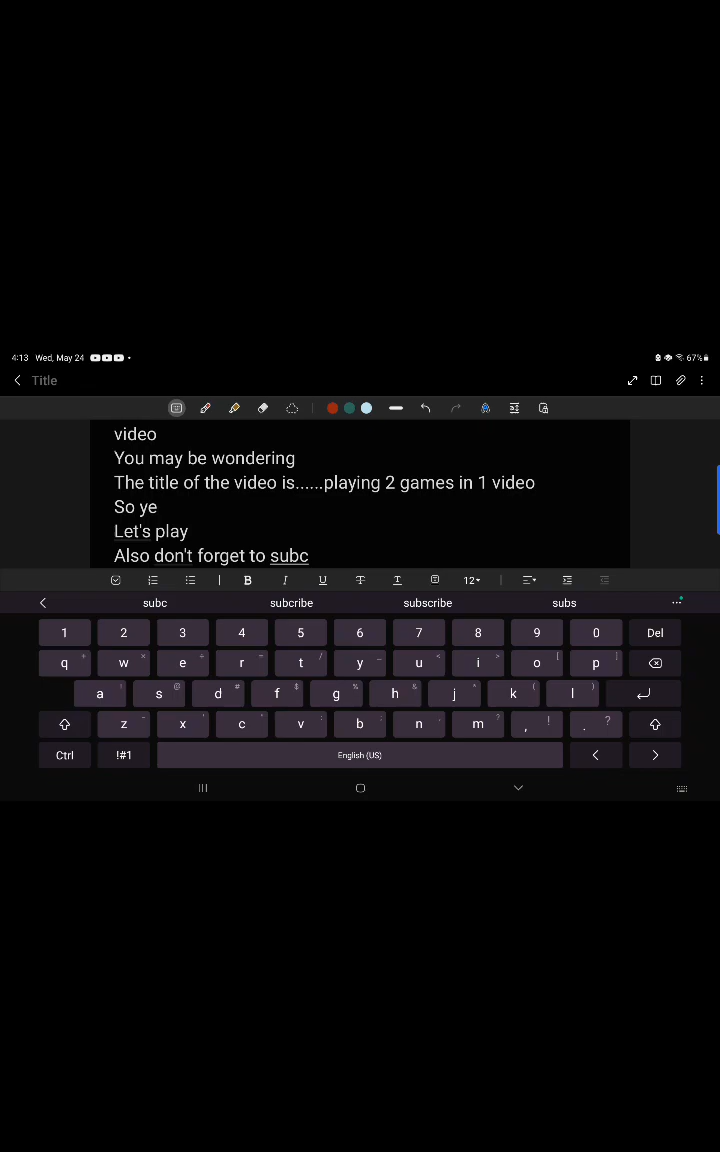 4:13 Wed, May 24
67%
Title
video
You may be wondering
The title of the video is......playing 2 games in 1 video
So ye
Let's play
Also don't forget to subc
B I U T T 12
subc subcribe subscribe subs ...
1 2 3 4 5 6 7 8 9 0 Del
q w e r t y u i o p
a s d f g h j k l
z x c v b n m , ! . ?
Ctrl !#1 English (US) < >